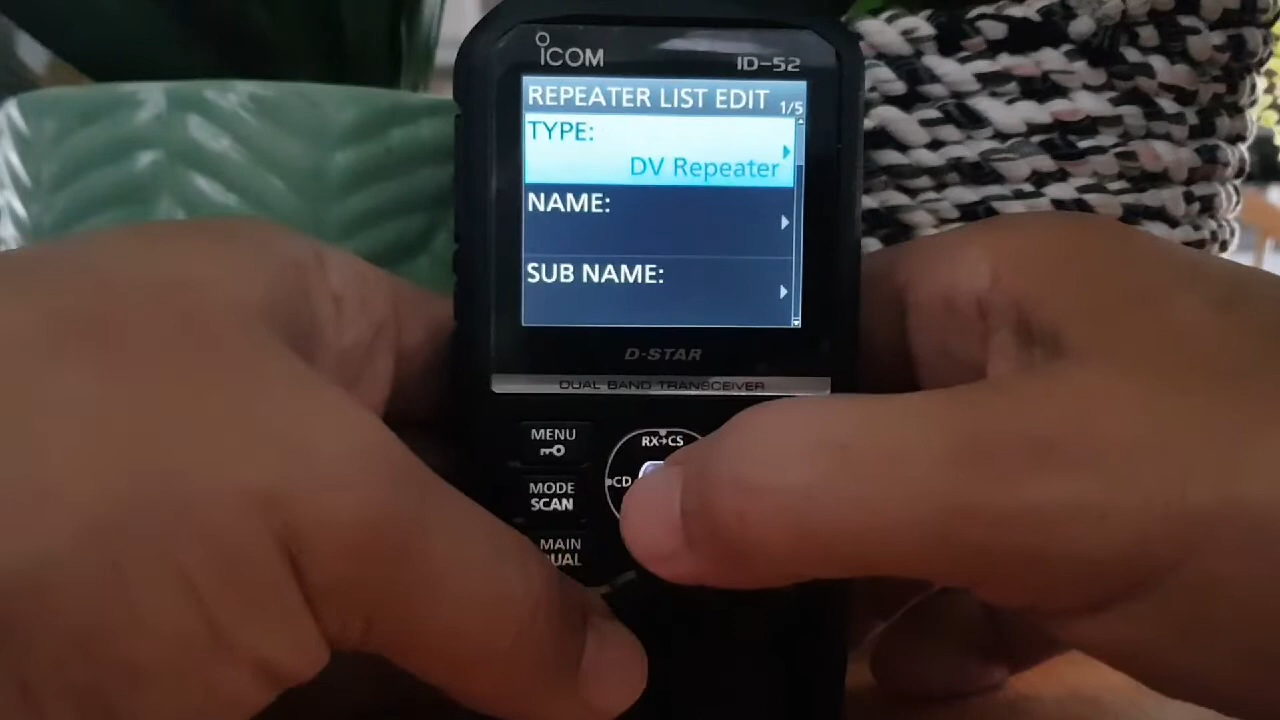 ICOM
ID-52
REPEATER LIST EDIT 1/5
TYPE:
DV Repeater
NAME:
SUB NAME:
D-STAR
DUAL BAND TRANSCEIVER
MENU
RX→CS
CD
MODE
SCAN
MAIN
DUAL